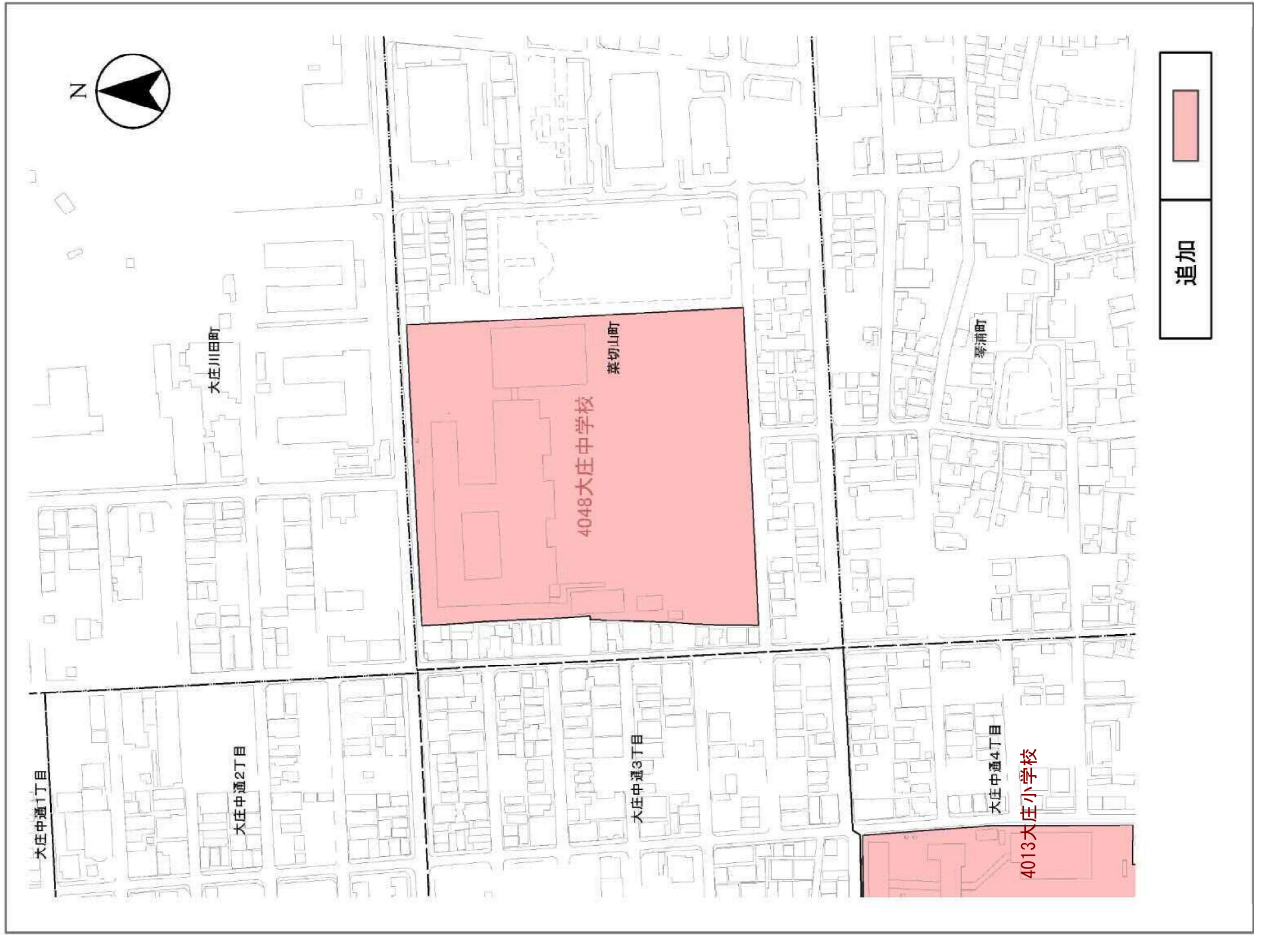 N
大庄川田町
菜切山町
4048大庄中学校
琴浦町
大庄中通1丁目
大庄中通2丁目
大庄中通3丁目
大庄中通4丁目
4013大庄小学校
追加